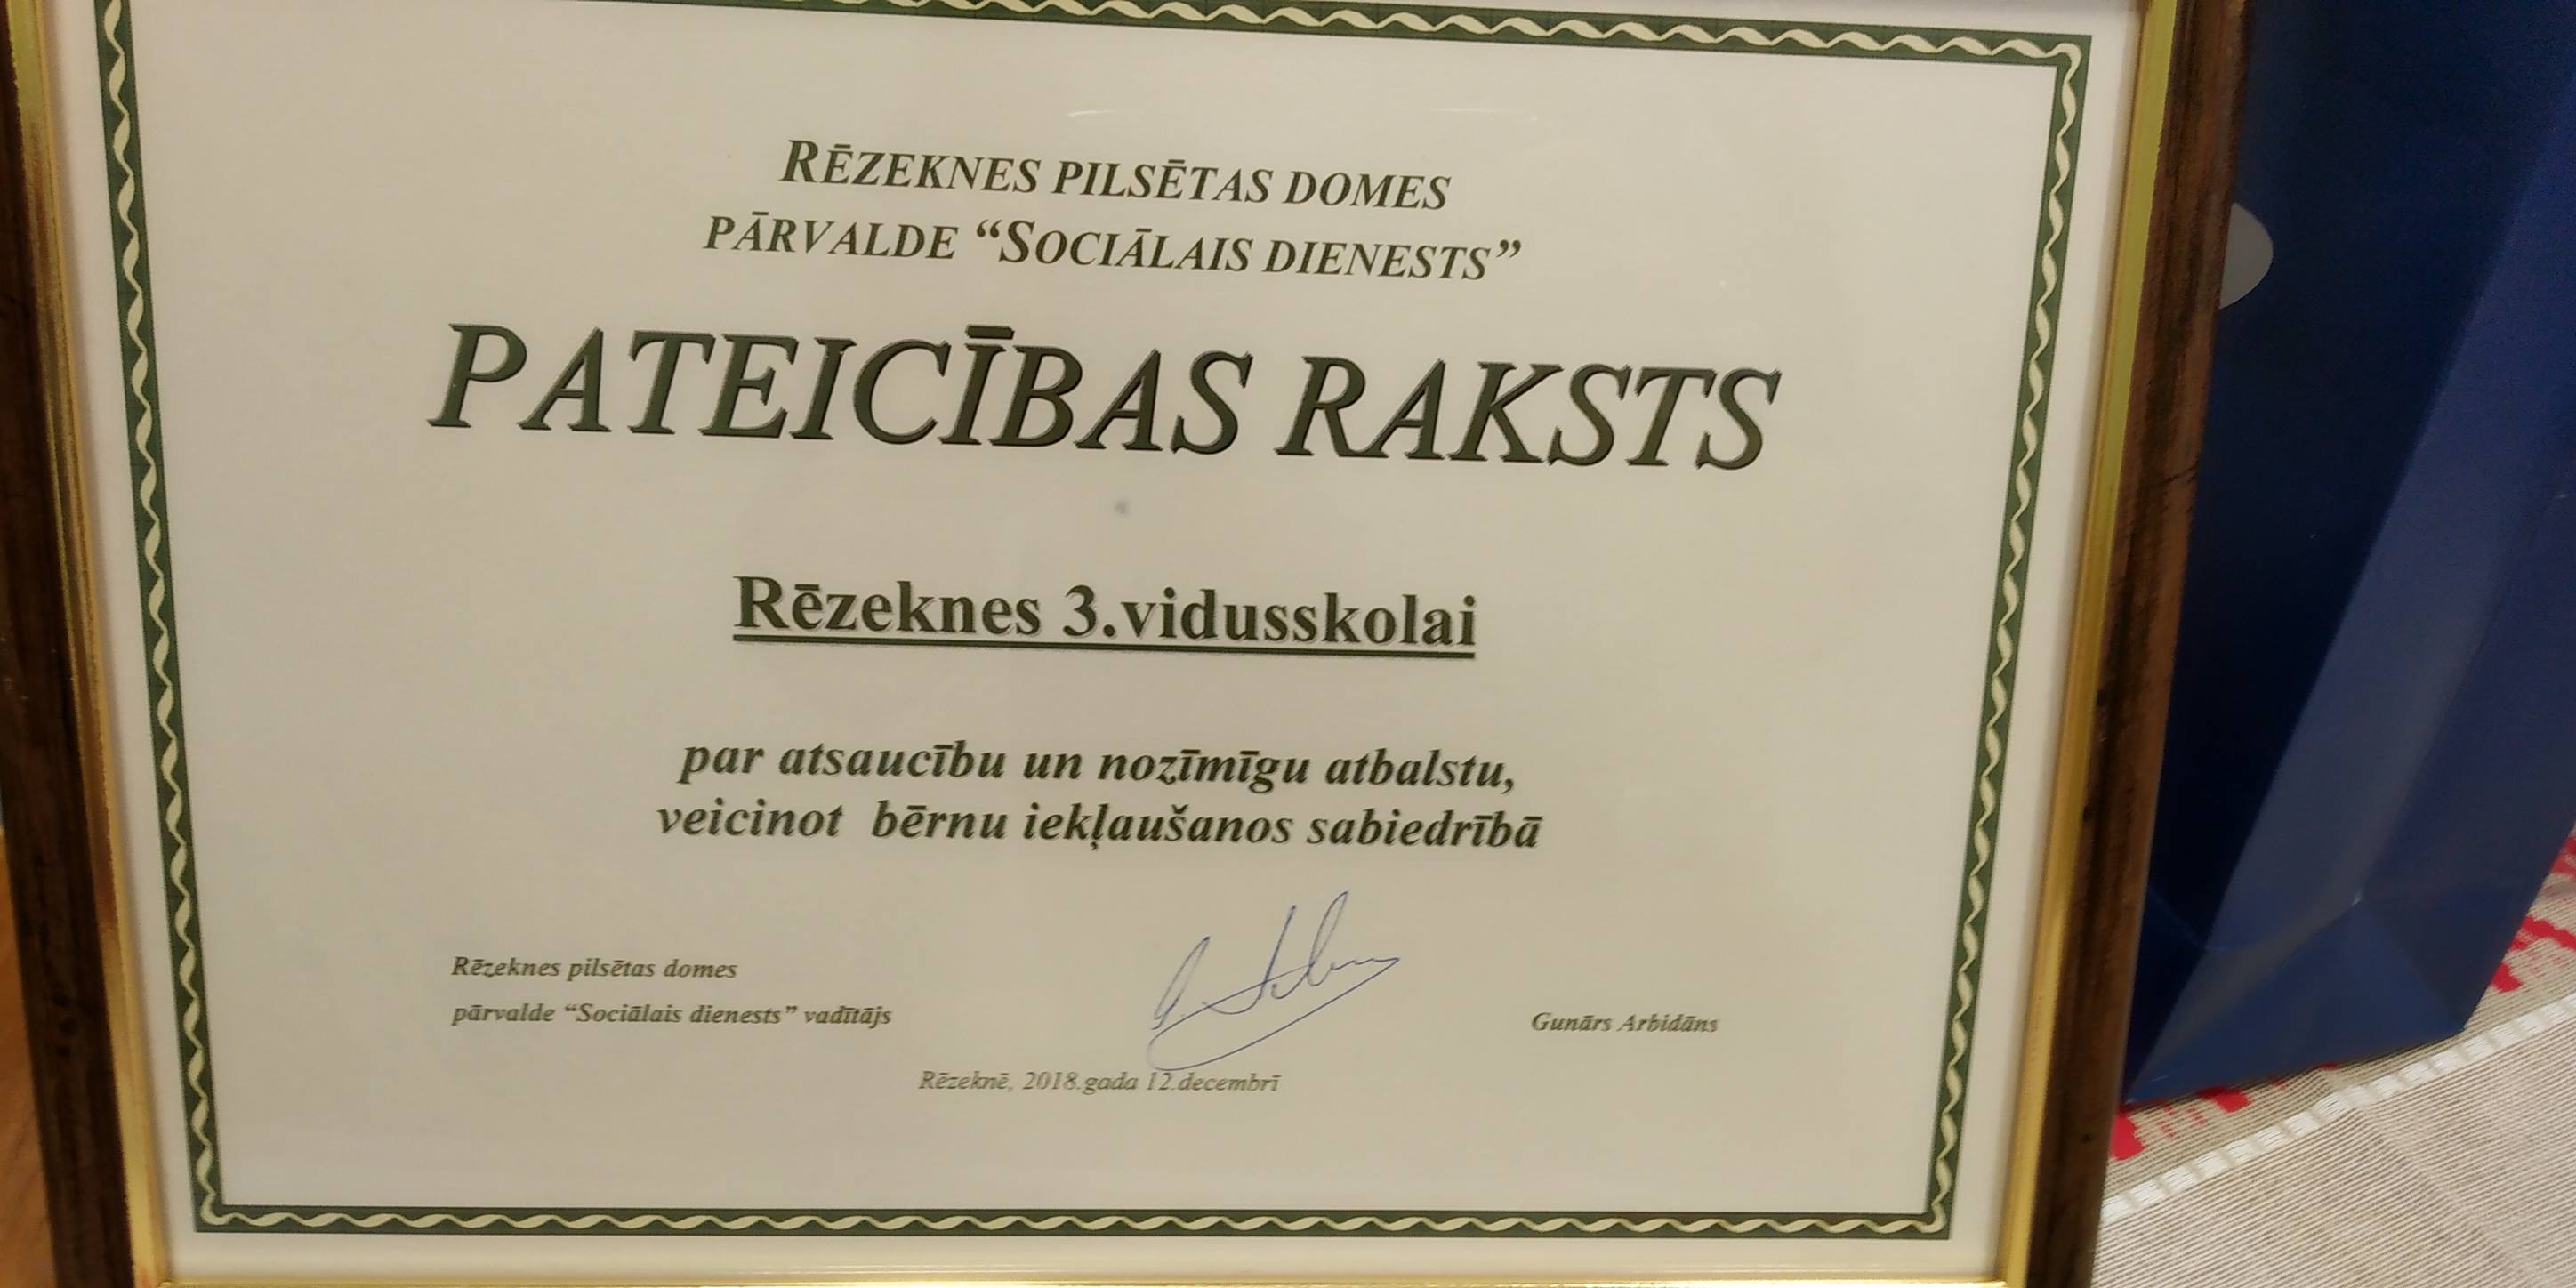 RĒZEKNES PILSĒTAS DOMES
PĀRVALDE “SOCIĀLAIS DIENESTS”
PATEICĪBAS RAKSTS
Rēzeknes 3.vidusskolai
par atsaucību un nozīmīgu atbalstu,
veicinot bērnu iekļaušanos sabiedrībā
Rēzeknes pilsētas domes
pārvalde “Sociālais dienests” vadītājs
Gunārs Arbidāns
Rēzeknē, 2018.gada 12.decembrī